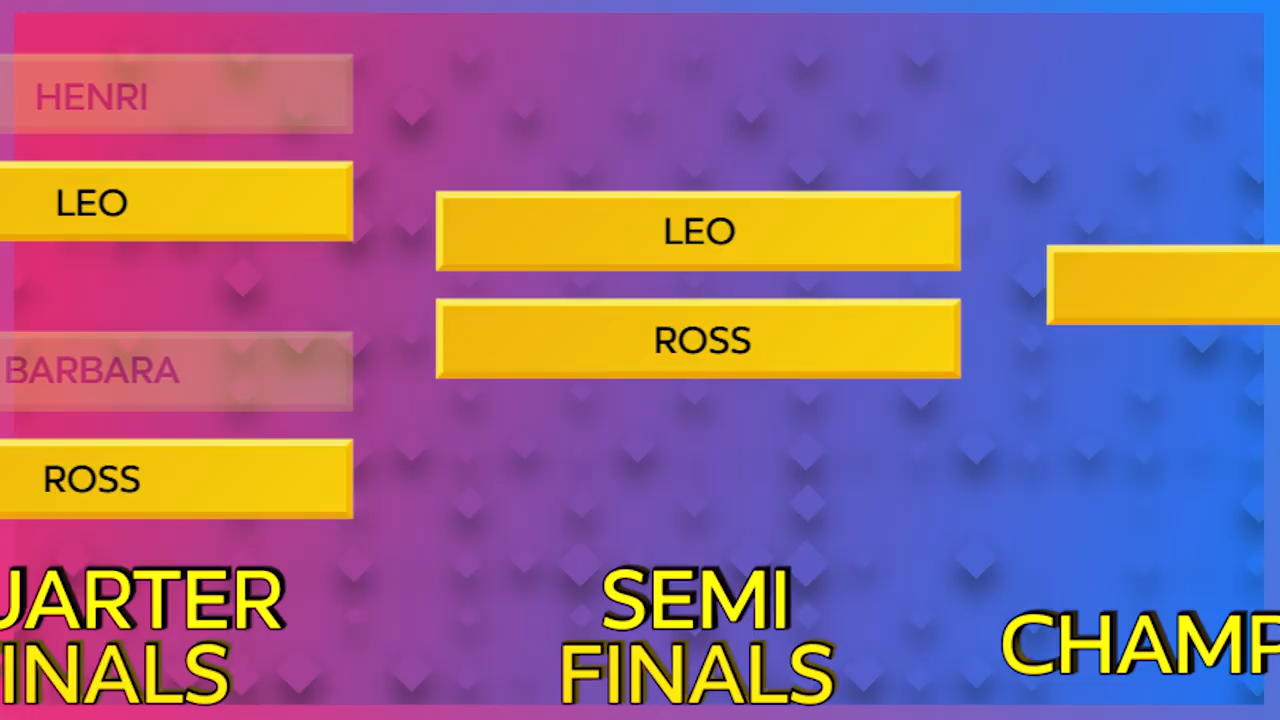 HENRI
LEO
BARBARA
ROSS
UARTER
INALS
LEO
ROSS
SEMI
FINALS
CHAMP